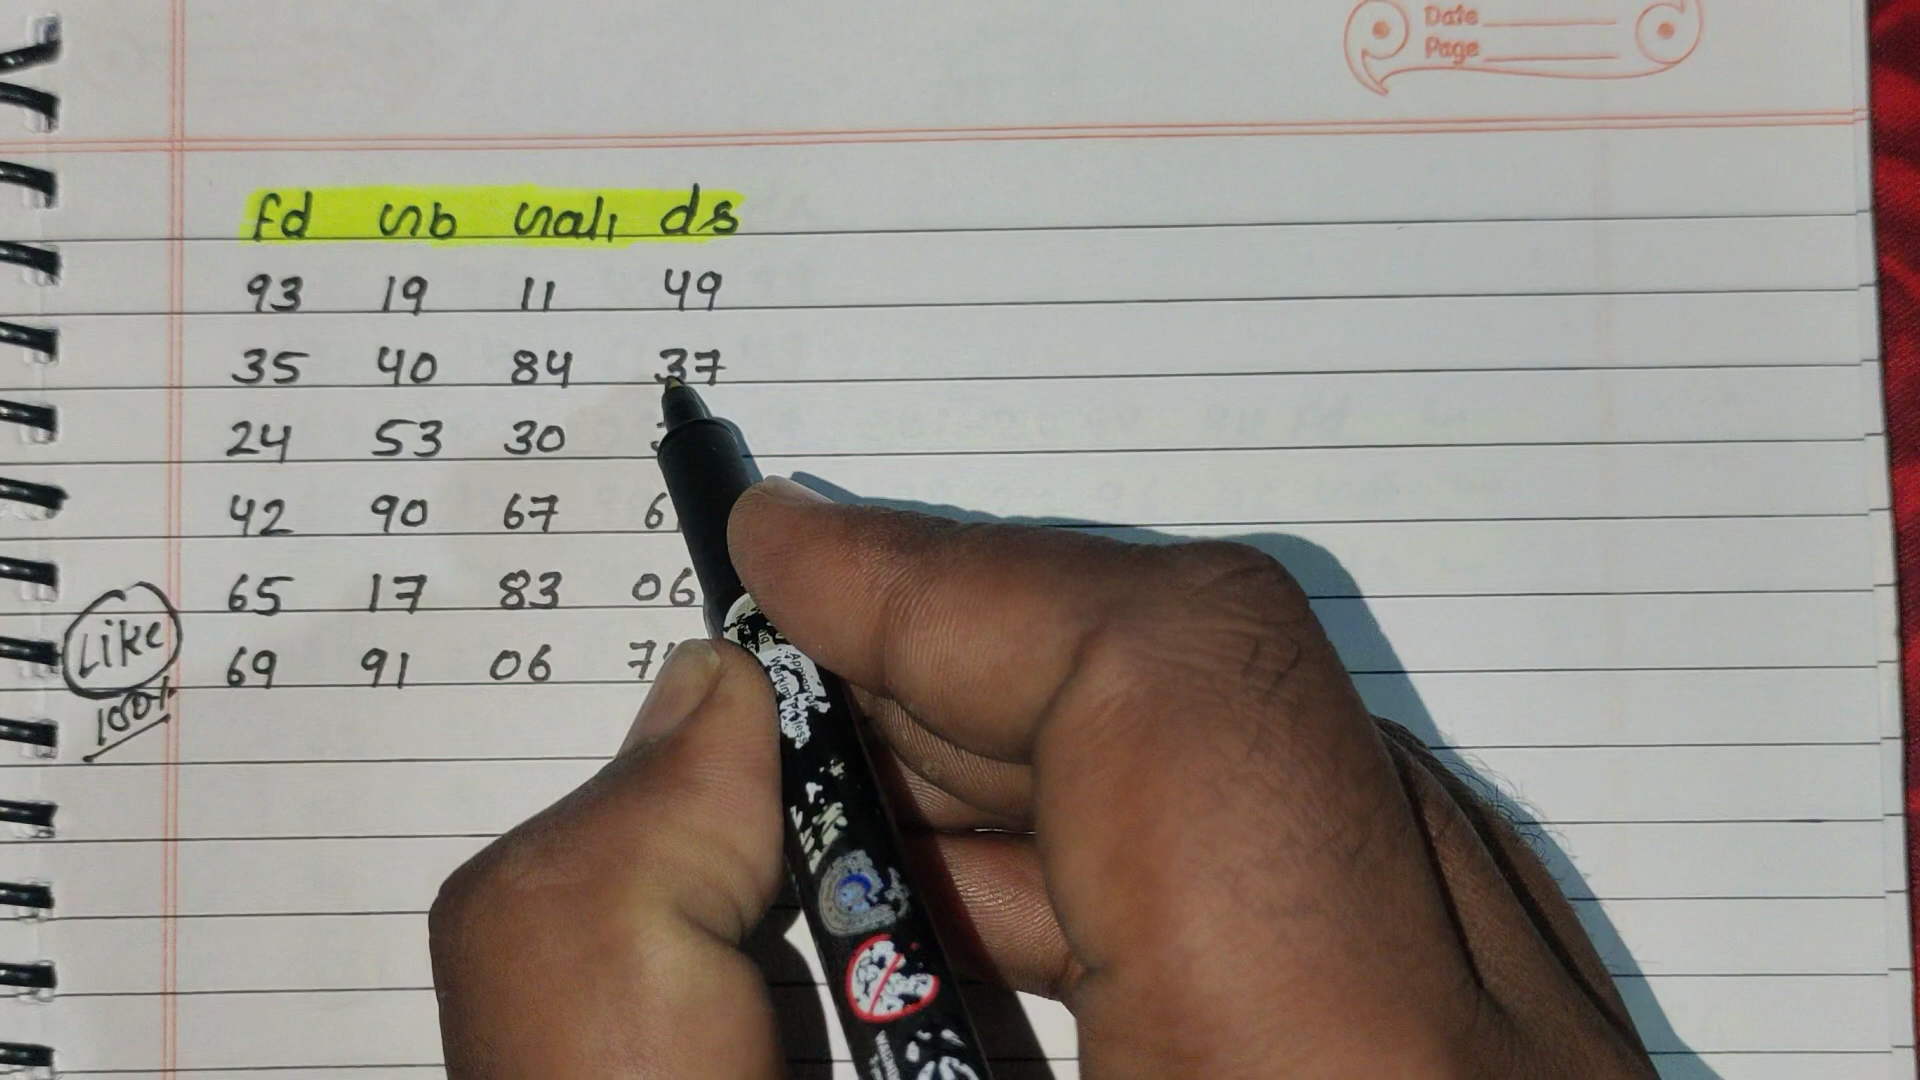 Date
Page
fd gb gali ds
93 19 11 49
35 40 84 37
24 53 30
42 90 67
65 17 83 06
Like 69 91 06
100%